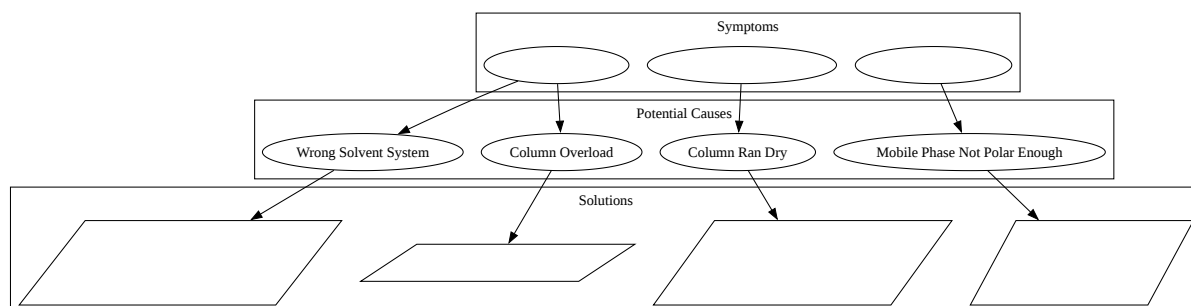 Symptoms
Potential Causes
Wrong Solvent System
Column Overload
Column Ran Dry
Mobile Phase Not Polar Enough
Solutions